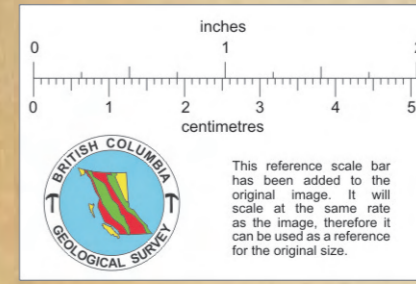 inches
0 1 2
0 1 2 3 4 5
centimetres
BRITISH COLUMBIA
GEOLOGICAL SURVEY
This reference scale bar
has been added to the
original image. It will
scale at the same rate
as the image, therefore it
can be used as a reference
for the original size.